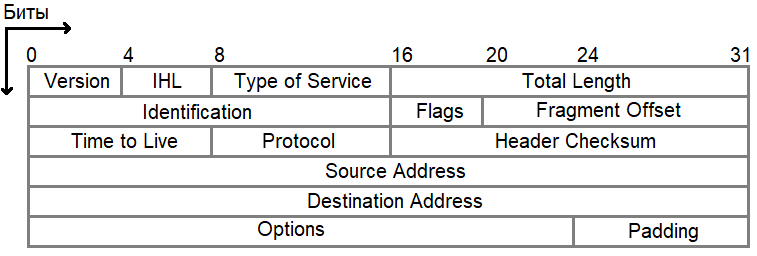 Биты
0 4 8 16 20 24 31
Version IHL Type of Service Total Length
Identification Flags Fragment Offset
Time to Live Protocol Header Checksum
Source Address
Destination Address
Options Padding